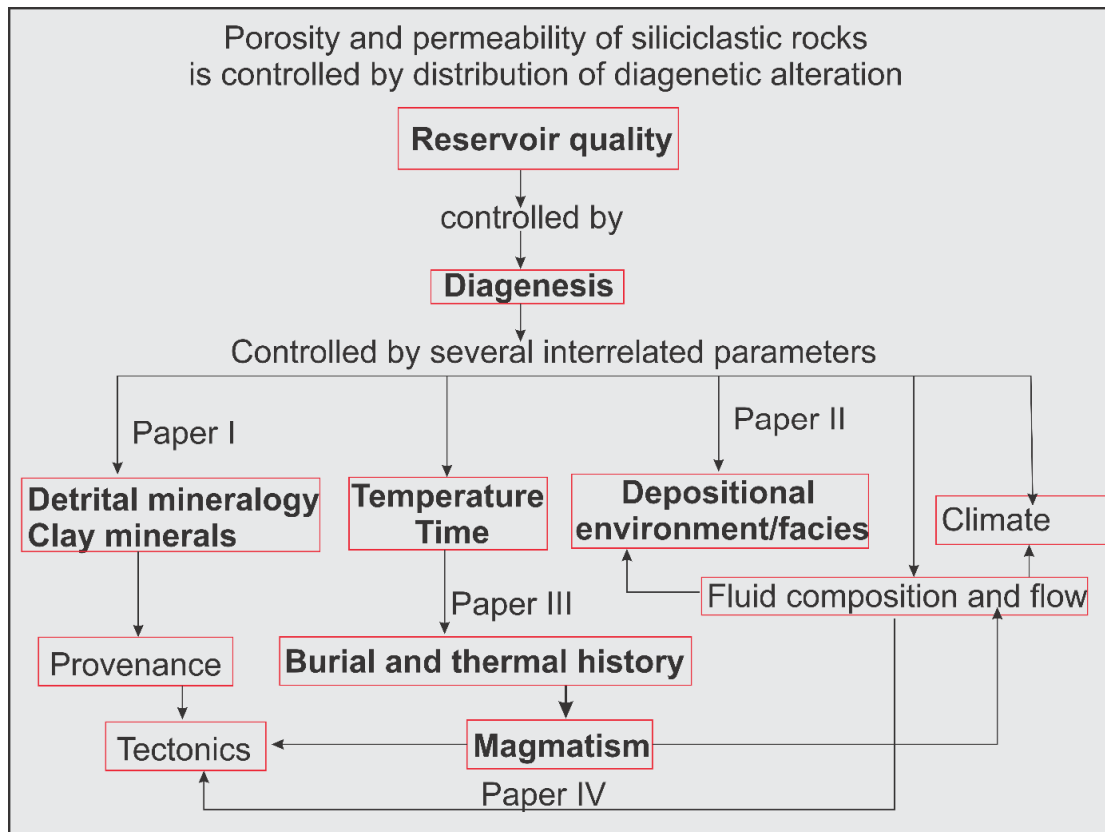 Porosity and permeability of siliciclastic rocks
is controlled by distribution of diagenetic alteration
Reservoir quality
controlled by
Diagenesis
Controlled by several interrelated parameters
Paper I
Paper II
Detrital mineralogy
Clay minerals
Temperature
Time
Depositional
environment/facies
Climate
Paper III
Fluid composition and flow
Provenance
Burial and thermal history
Tectonics
Magmatism
Paper IV